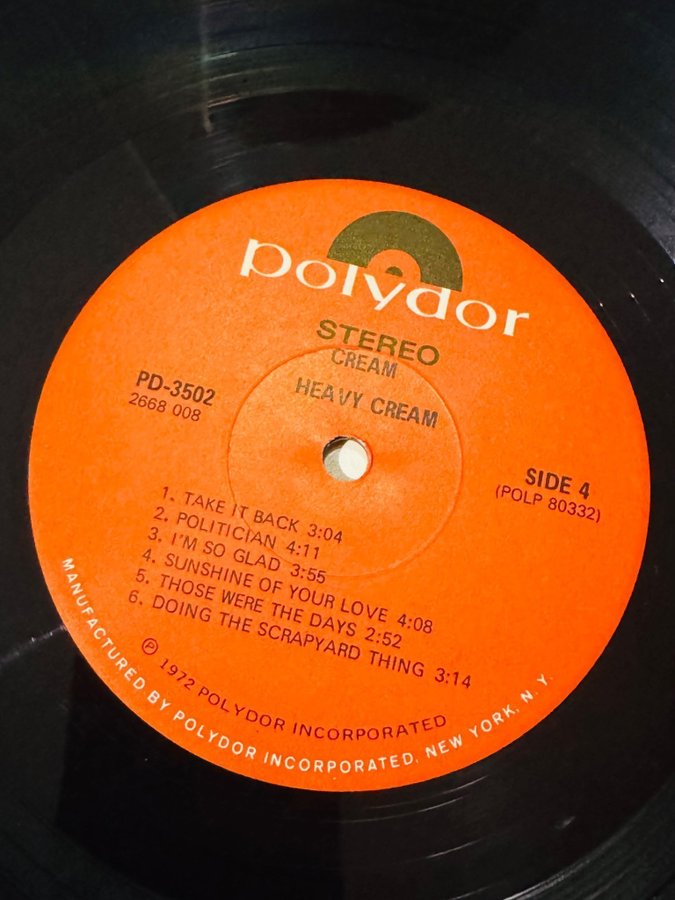 polydor
STEREO
CREAM
HEAVY CREAM
PD-3502
2668 008
SIDE 4
(POLP 80332)
1. TAKE IT BACK 3:04
2. POLITICIAN 4:11
3. I'M SO GLAD 3:55
4. SUNSHINE OF YOUR LOVE 4:08
5. THOSE WERE THE DAYS 2:52
6. DOING THE SCRAPYARD THING 3:14
℗ 1972 POLYDOR INCORPORATED
MANUFACTURED BY POLYDOR INCORPORATED, NEW YORK, N. Y.